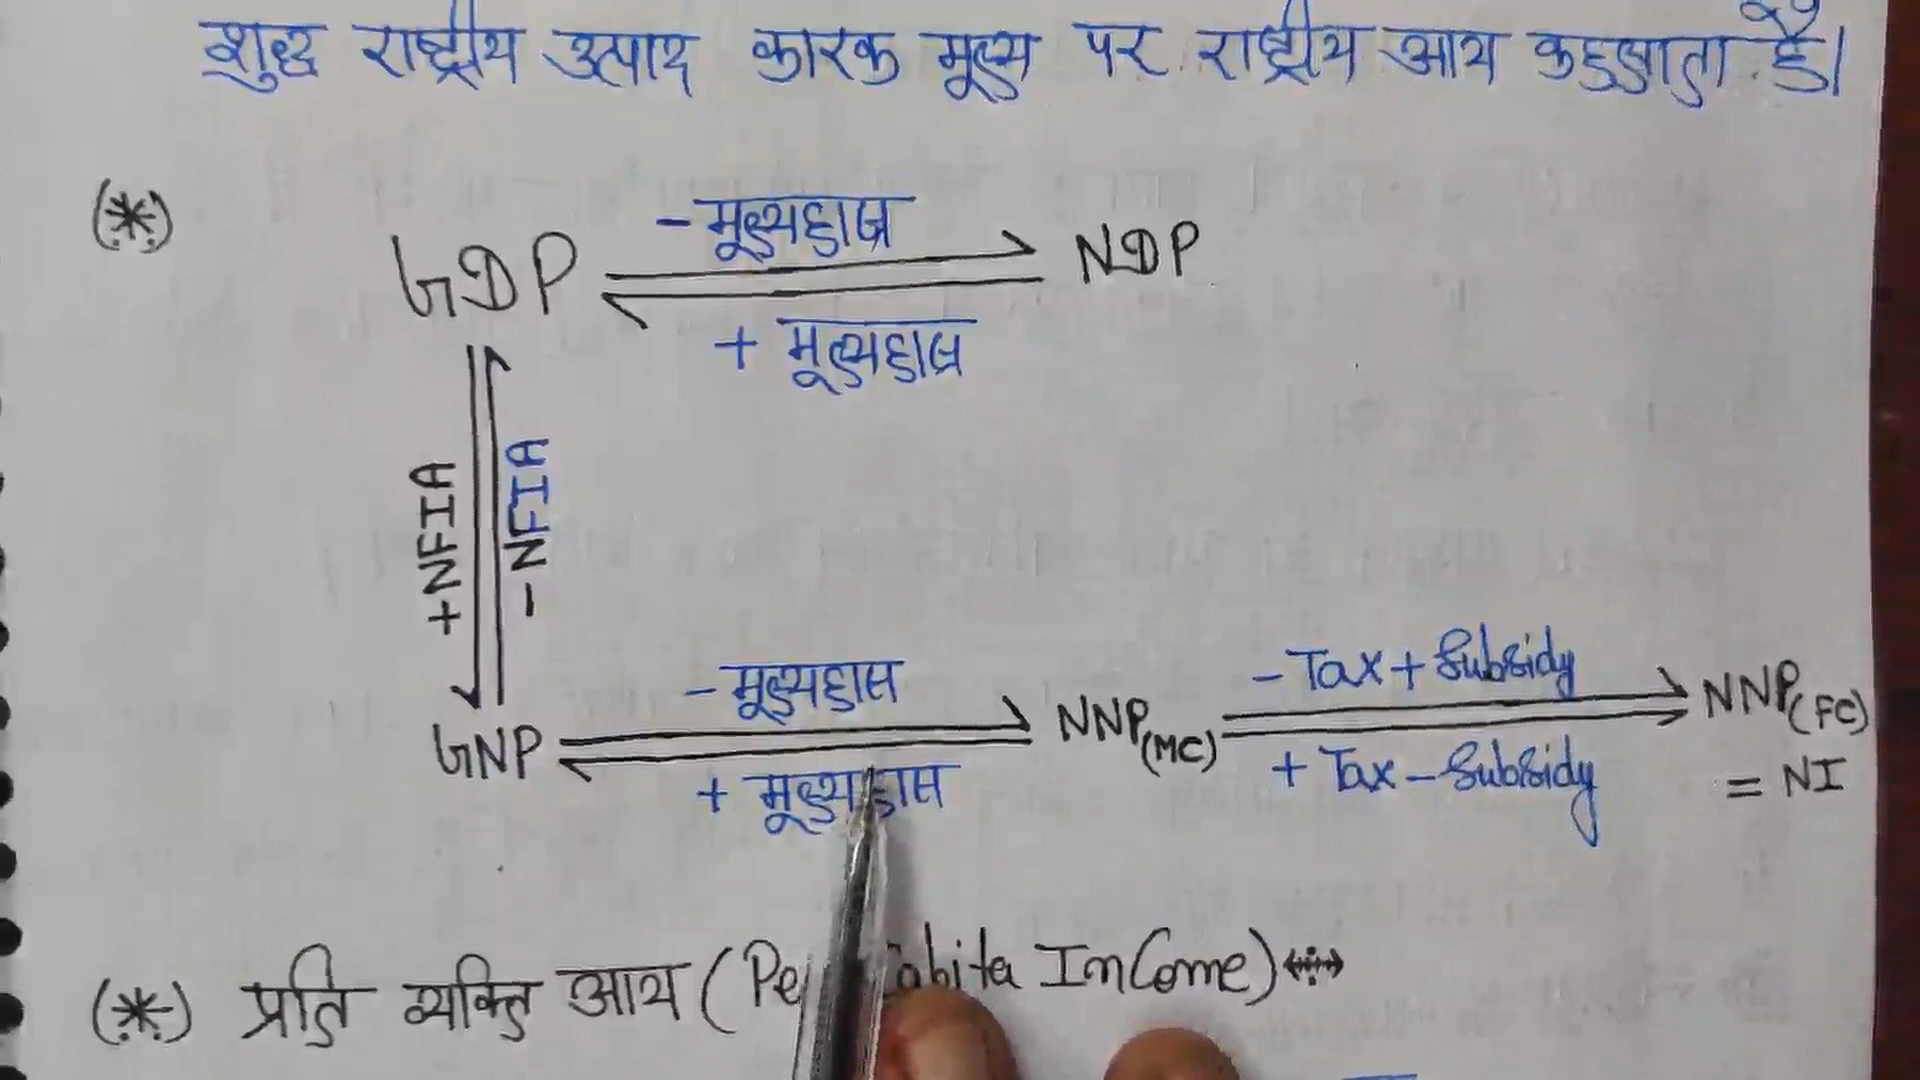 शुद्ध राष्ट्रीय उत्पाद कारक मूल्य पर राष्ट्रीय आय कहलाता है।
(*)
- मूल्यह्रास
GDP NDP
+ मूल्यह्रास
+NFIA
-NFIA
- मूल्यह्रास - Tax + Subsidy
GNP NNP(MC) NNP(FC)
+ मूल्यह्रास + Tax - Subsidy = NI
(*) प्रति व्यक्ति आय (Pe abita InCome)